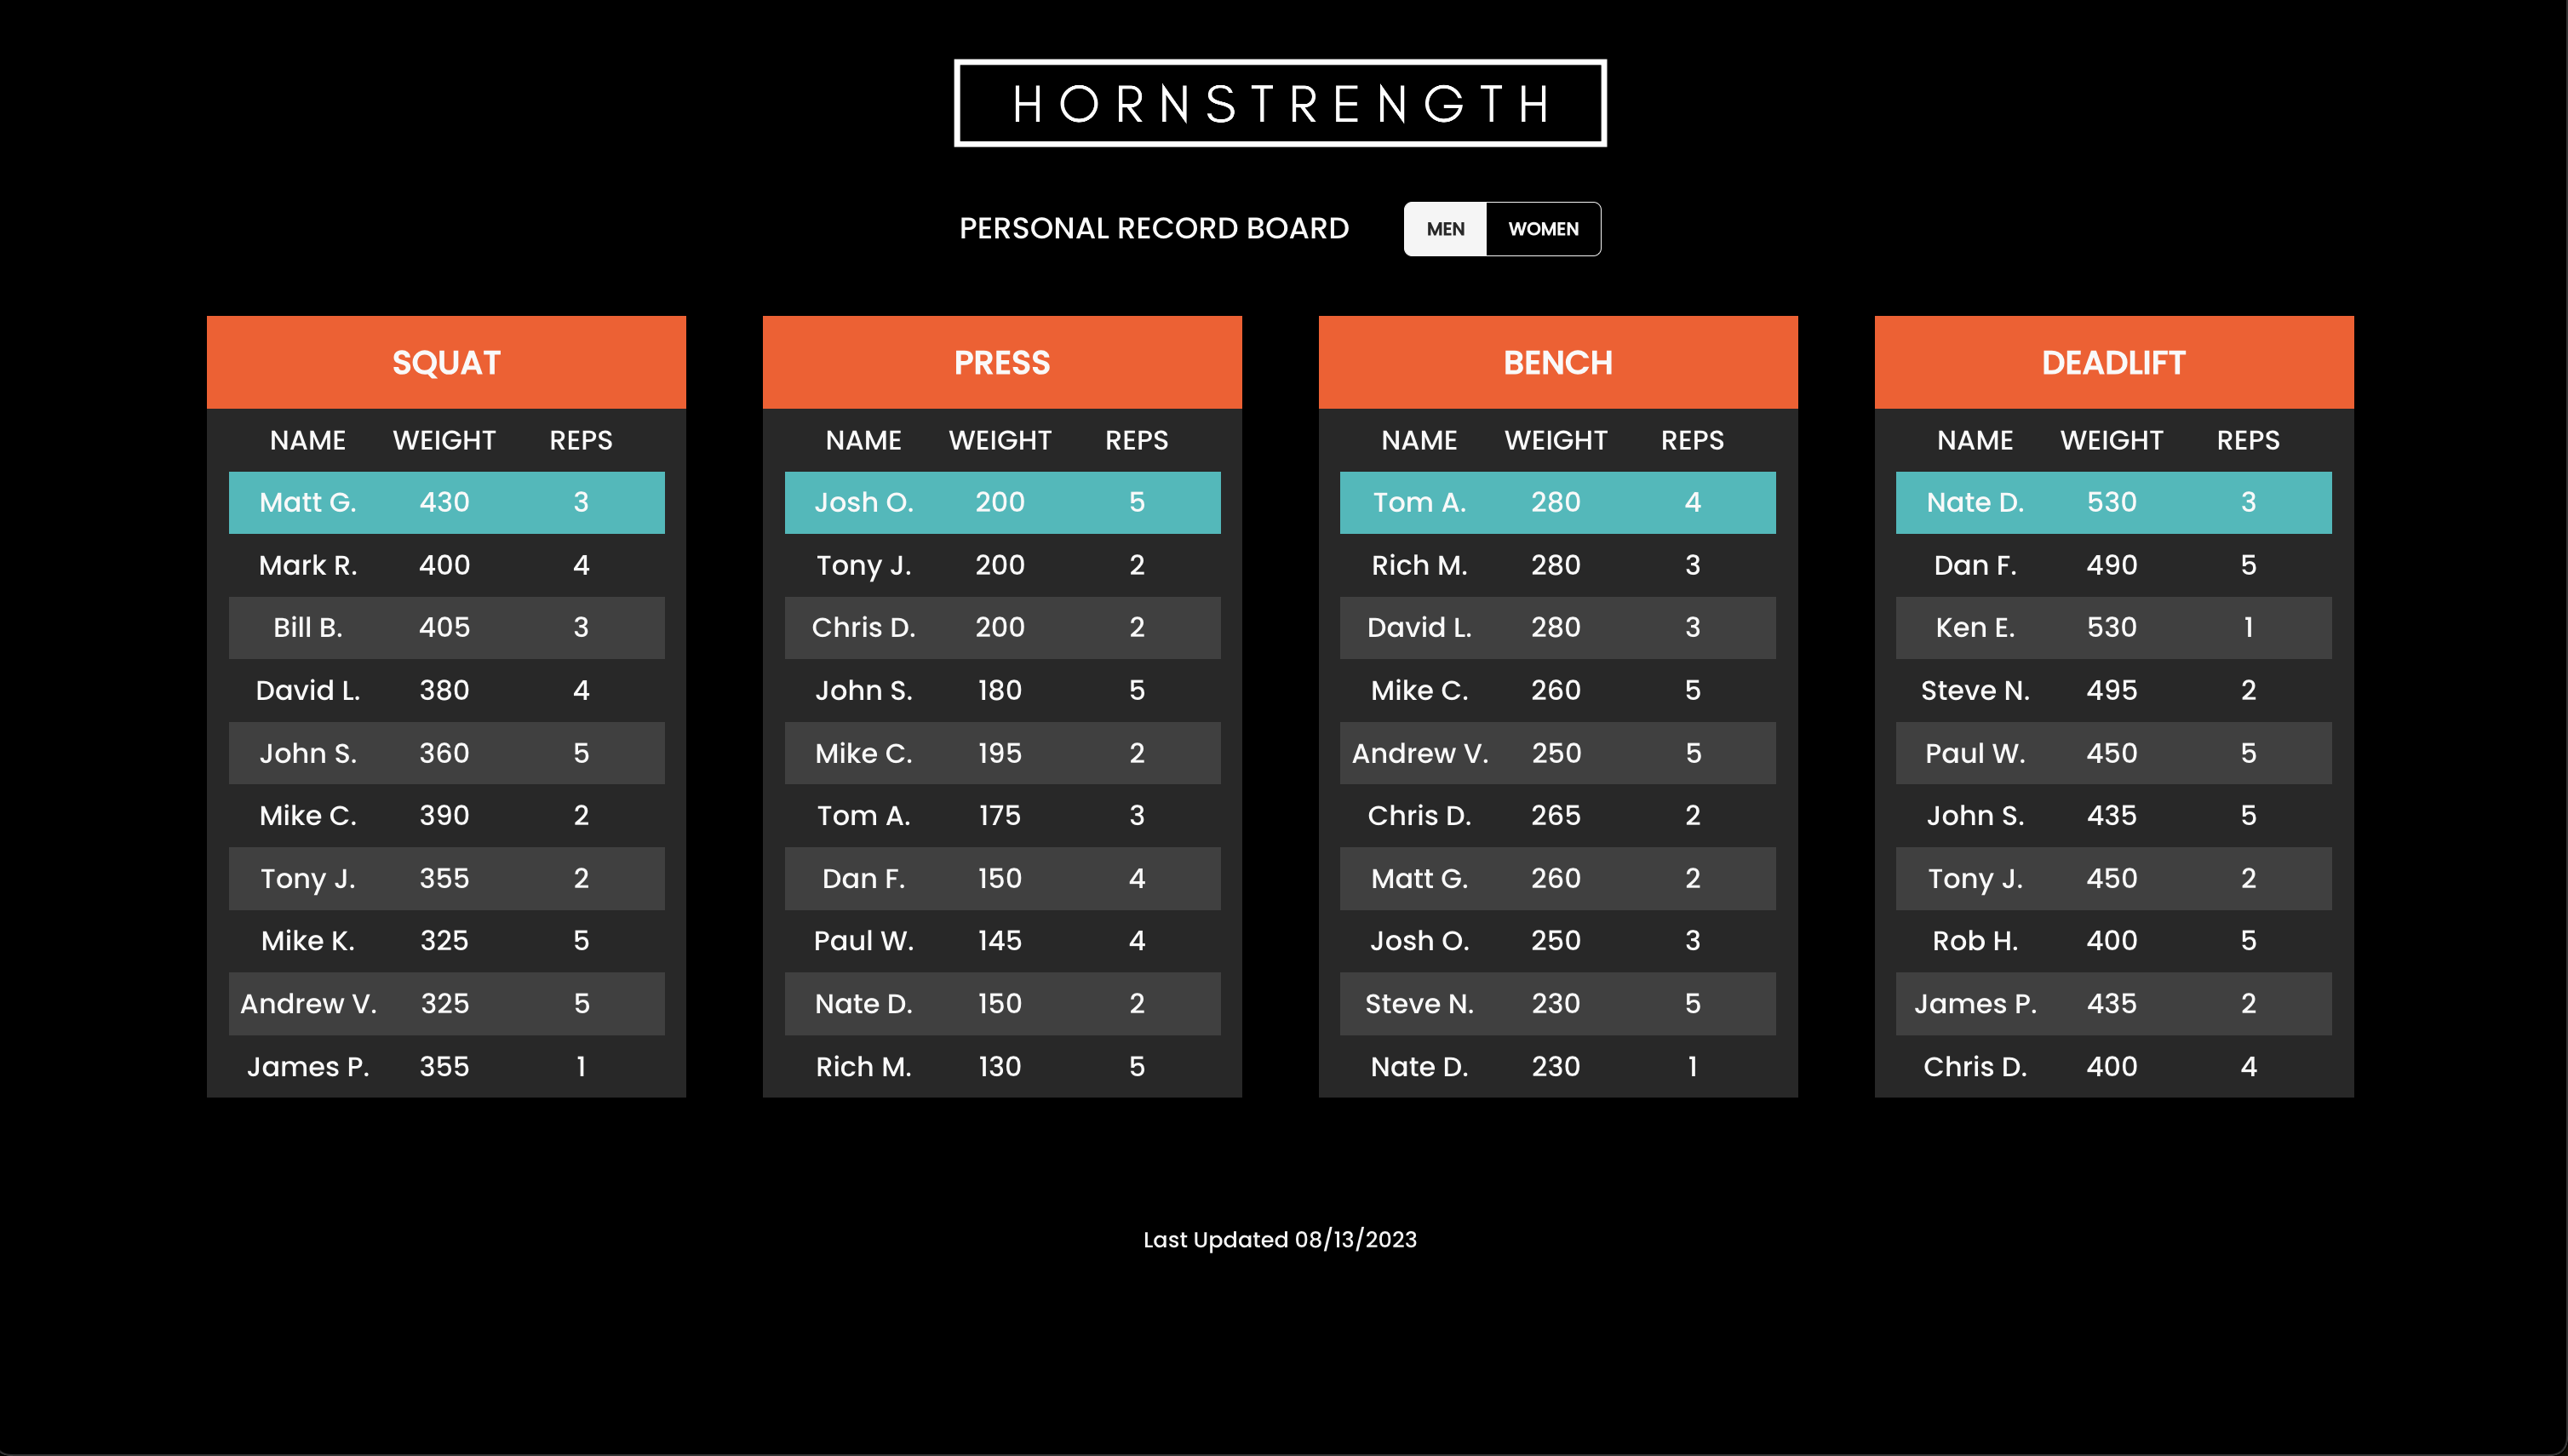 HORNSTRENGTH
PERSONAL RECORD BOARD MEN WOMEN
SQUAT
NAME WEIGHT REPS
Matt G. 430 3
Mark R. 400 4
Bill B. 405 3
David L. 380 4
John S. 360 5
Mike C. 390 2
Tony J. 355 2
Mike K. 325 5
Andrew V. 325 5
James P. 355 1
PRESS
NAME WEIGHT REPS
Josh O. 200 5
Tony J. 200 2
Chris D. 200 2
John S. 180 5
Mike C. 195 2
Tom A. 175 3
Dan F. 150 4
Paul W. 145 4
Nate D. 150 2
Rich M. 130 5
BENCH
NAME WEIGHT REPS
Tom A. 280 4
Rich M. 280 3
David L. 280 3
Mike C. 260 5
Andrew V. 250 5
Chris D. 265 2
Matt G. 260 2
Josh O. 250 3
Steve N. 230 5
Nate D. 230 1
DEADLIFT
NAME WEIGHT REPS
Nate D. 530 3
Dan F. 490 5
Ken E. 530 1
Steve N. 495 2
Paul W. 450 5
John S. 435 5
Tony J. 450 2
Rob H. 400 5
James P. 435 2
Chris D. 400 4
Last Updated 08/13/2023